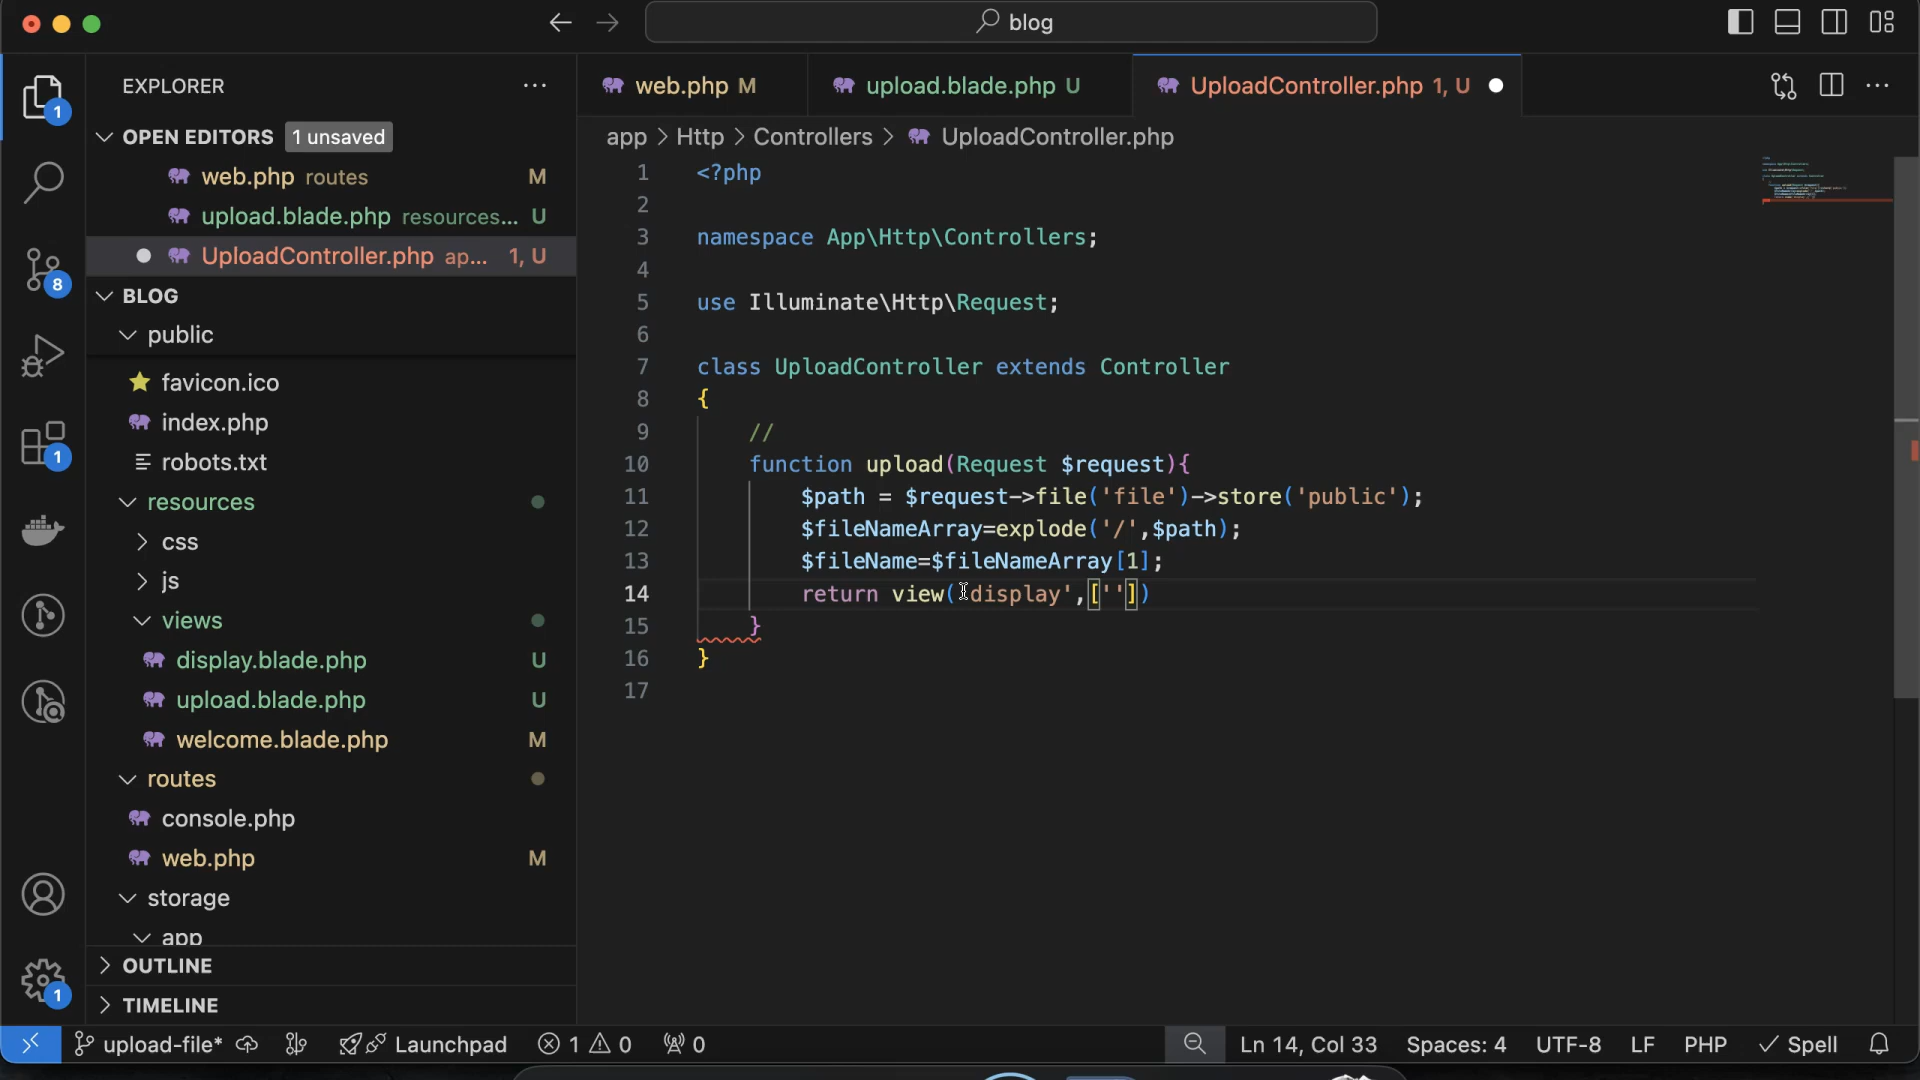 blog
EXPLORER
web.php M
upload.blade.php U
UploadController.php 1, U
OPEN EDITORS 1 unsaved
web.php routes M
upload.blade.php resources... U
UploadController.php ap... 1, U
BLOG
public
favicon.ico
index.php
robots.txt
resources
css
js
views
display.blade.php U
upload.blade.php U
welcome.blade.php M
routes
console.php
web.php M
storage
app
OUTLINE
TIMELINE
1
8
1
1
app > Http > Controllers > UploadController.php
1 <?php
2
3 namespace App\Http\Controllers;
4
5 use Illuminate\Http\Request;
6
7 class UploadController extends Controller
8 {
9 //
10 function upload(Request $request){
11 $path = $request->file('file')->store('public');
12 $fileNameArray=explode('/',$path);
13 $fileName=$fileNameArray[1];
14 return view('display',[''])
15 }
16 }
17
upload-file* Launchpad 1 0 0 Ln 14, Col 33 Spaces: 4 UTF-8 LF PHP Spell